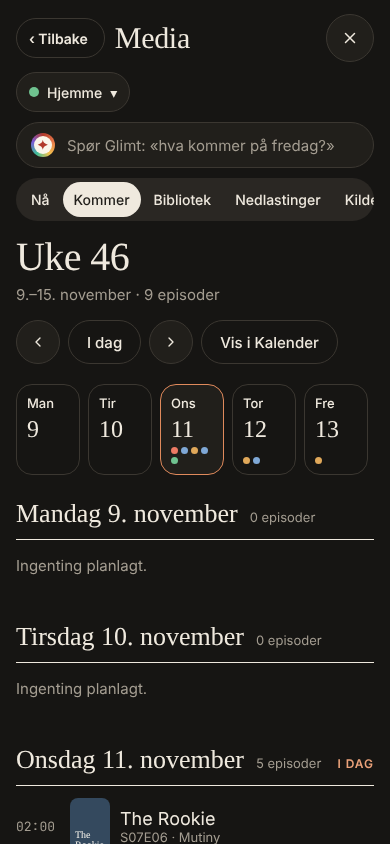 ‹ Tilbake Media ×
Hjemme ▾
Spør Glimt: «hva kommer på fredag?»
Nå Kommer Bibliotek Nedlastinger Kilde
Uke 46
9.–15. november · 9 episoder
‹ I dag › Vis i Kalender
Man Tir Ons Tor Fre
9 10 11 12 13
Mandag 9. november 0 episoder
Ingenting planlagt.
Tirsdag 10. november 0 episoder
Ingenting planlagt.
Onsdag 11. november 5 episoder I DAG
The Rookie
02:00 The
S07E06 · Mutiny